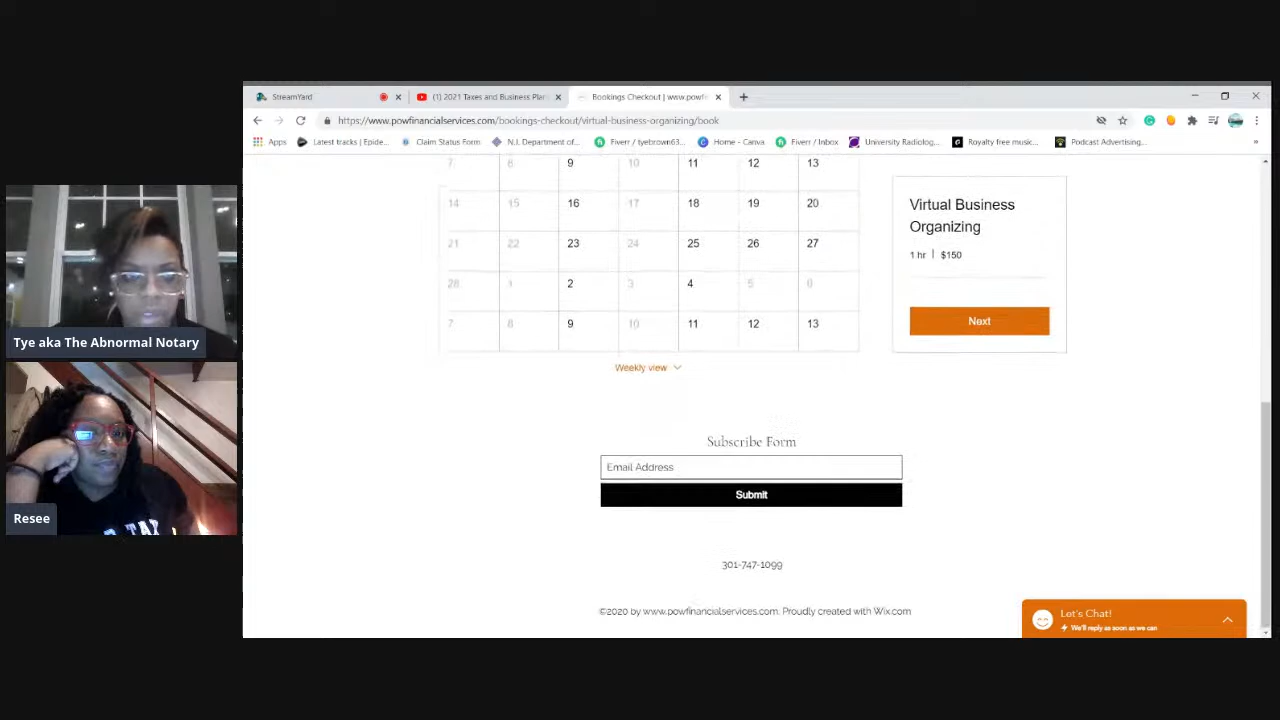 StreamYard
(1) 2021 Taxes and Business Plan
Bookings Checkout | www.powf
https://www.powfinancialservices.com/bookings-checkout/virtual-business-organizing/book
Apps
Latest tracks | Epide...
Claim Status Form
N.J. Department of...
Fiverr / tyebrown63...
Home - Canva
Fiverr / Inbox
University Radiolog...
Royalty free music...
Podcast Advertising...
7 8 9 10 11 12 13
14 15 16 17 18 19 20
21 22 23 24 25 26 27
28 1 2 3 4 5 6
7 8 9 10 11 12 13
Weekly view
Virtual Business
Organizing
1 hr | $150
Next
Subscribe Form
Email Address
Submit
301-747-1099
©2020 by www.powfinancialservices.com. Proudly created with Wix.com
Let's Chat!
We'll reply as soon as we can
Tye aka The Abnormal Notary
Resee